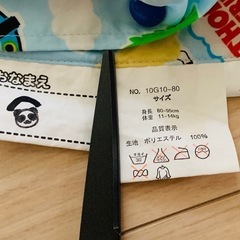 おなまえ
NO. 10G10-80
サイズ
身長 80-95cm
体重 11-14kg
品質表示
生地 ポリエステル 100%